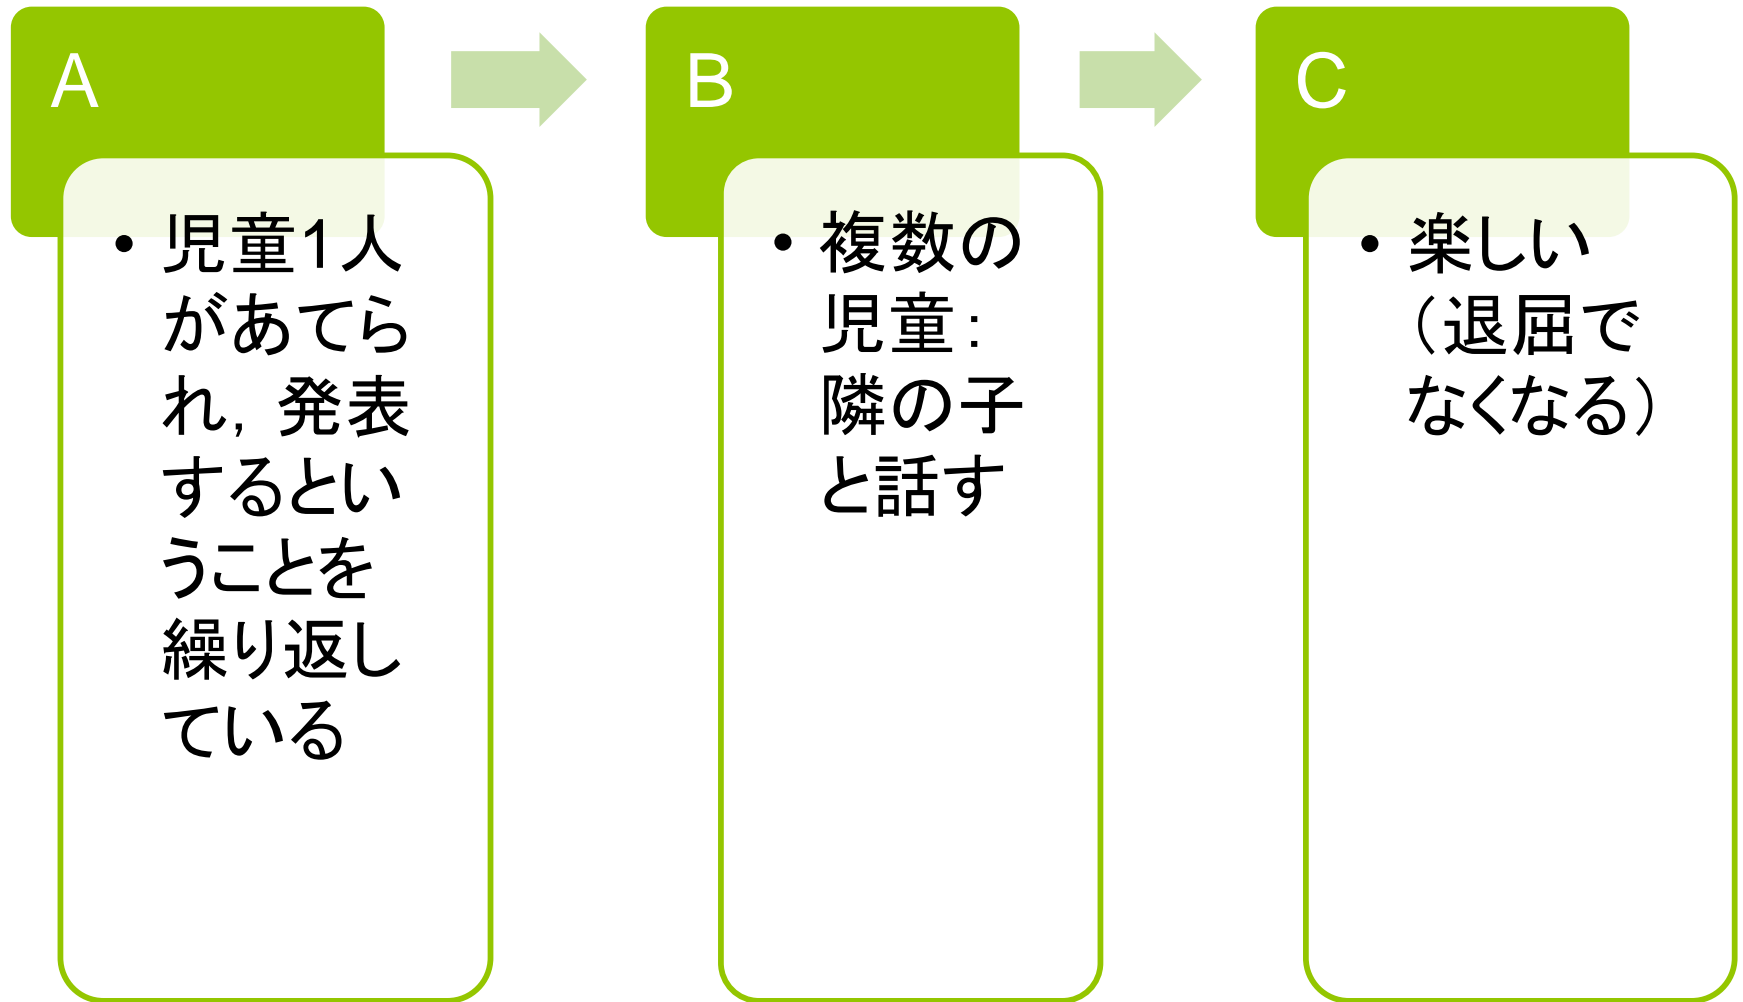 A
・児童1人
があてら
れ，発表
するとい
うことを
繰り返し
ている
B
・複数の
児童：
隣の子
と話す
C
・楽しい
（退屈で
なくなる）